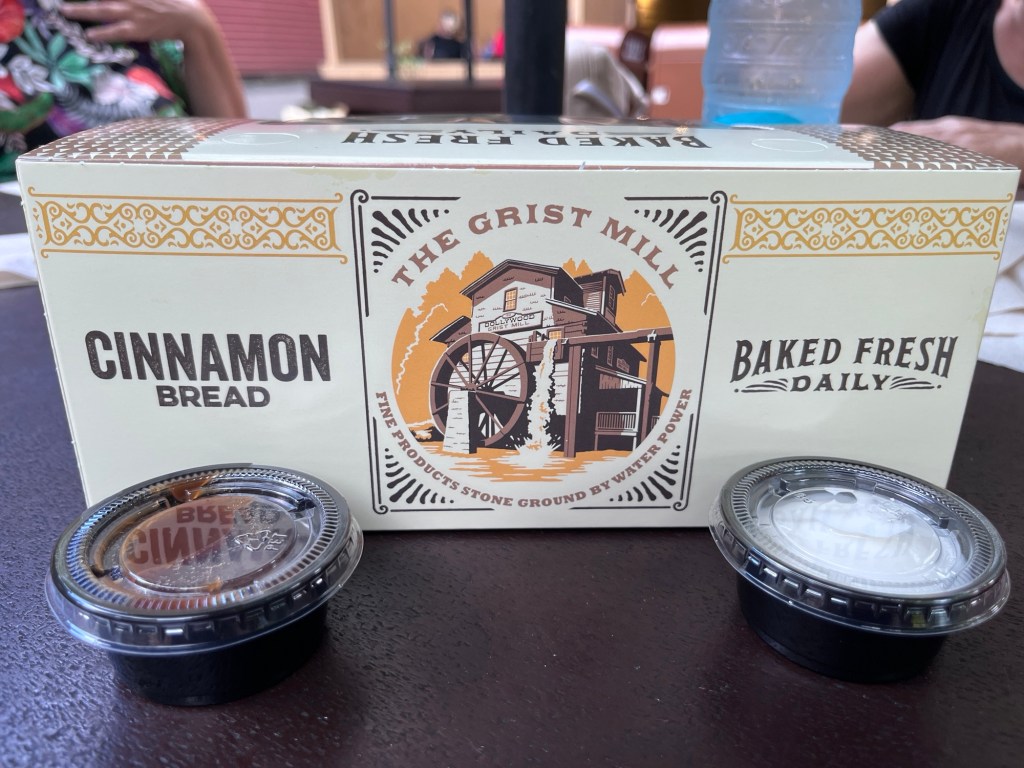 BAKED FRESH
DAILY
THE GRIST MILL
DOLLYWOOD
GRIST MILL
CINNAMON
BREAD
BAKED FRESH
DAILY
FINE PRODUCTS STONE GROUND BY WATER POWER